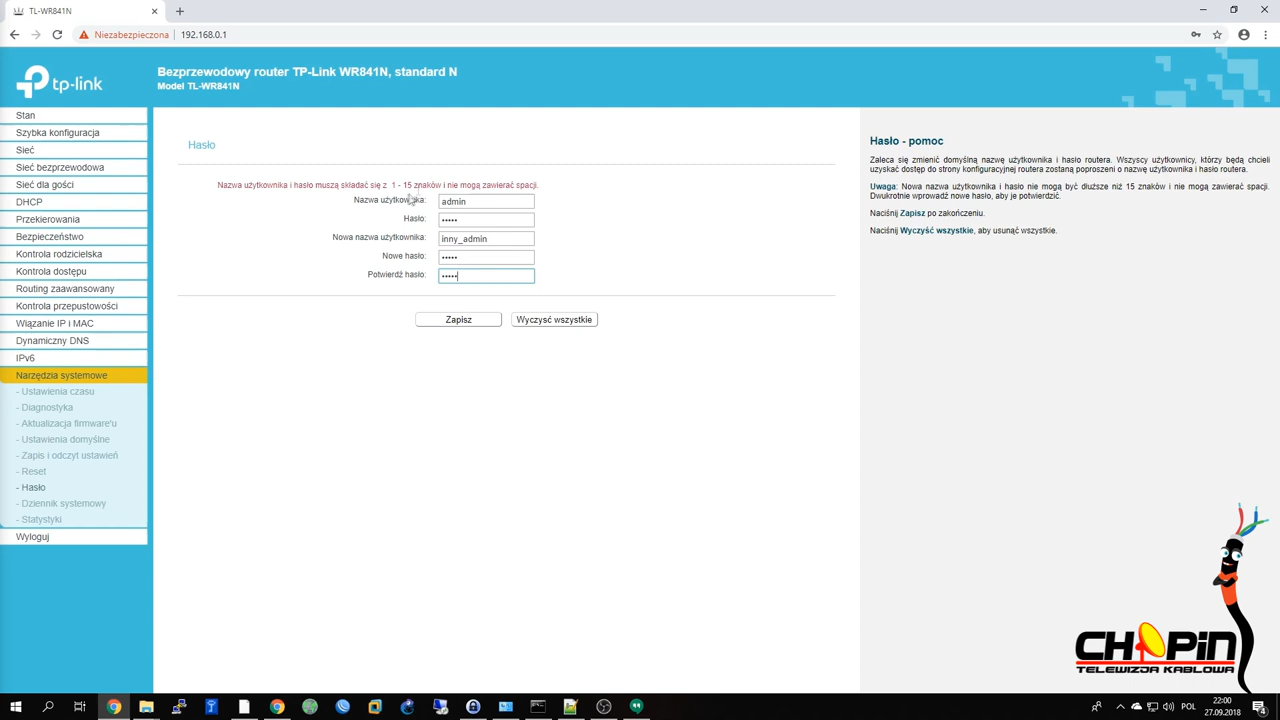 TL-WR841N
Niezabezpieczona
192.168.0.1
tp-link
Bezprzewodowy router TP-Link WR841N, standard N
Model TL-WR841N
Stan
Szybka konfiguracja
Sieć
Sieć bezprzewodowa
Sieć dla gości
DHCP
Przekierowania
Bezpieczeństwo
Kontrola rodzicielska
Kontrola dostępu
Routing zaawansowany
Kontrola przepustowości
Wiązanie IP i MAC
Dynamiczny DNS
IPv6
Narzędzia systemowe
- Ustawienia czasu
- Diagnostyka
- Aktualizacja firmware'u
- Ustawienia domyślne
- Zapis i odczyt ustawień
- Reset
- Hasło
- Dziennik systemowy
- Statystyki
Wyloguj
Hasło
Nazwa użytkownika i hasło muszą składać się z 1 - 15 znaków i nie mogą zawierać spacji.
Nazwa użytkownika: admin
Hasło: •••••
Nowa nazwa użytkownika: inny_admin
Nowe hasło: •••••
Potwierdź hasło: •••••
Zapisz Wyczyść wszystkie
Hasło - pomoc
Zaleca się zmienić domyślną nazwę użytkownika i hasło routera. Wszyscy użytkownicy, którzy będą chcieli
uzyskać dostęp do strony konfiguracyjnej routera zostaną poproszeni o nazwę użytkownika i hasło routera.
Uwaga: Nowa nazwa użytkownika i hasło nie mogą być dłuższe niż 15 znaków i nie mogą zawierać spacji.
Dwukrotnie wprowadź nowe hasło, aby je potwierdzić.
Naciśnij Zapisz po zakończeniu.
Naciśnij Wyczyść wszystkie, aby usunąć wszystkie.
CHOPIN
TELEWIZJA KABLOWA
POL
22:00
27.09.2018
4